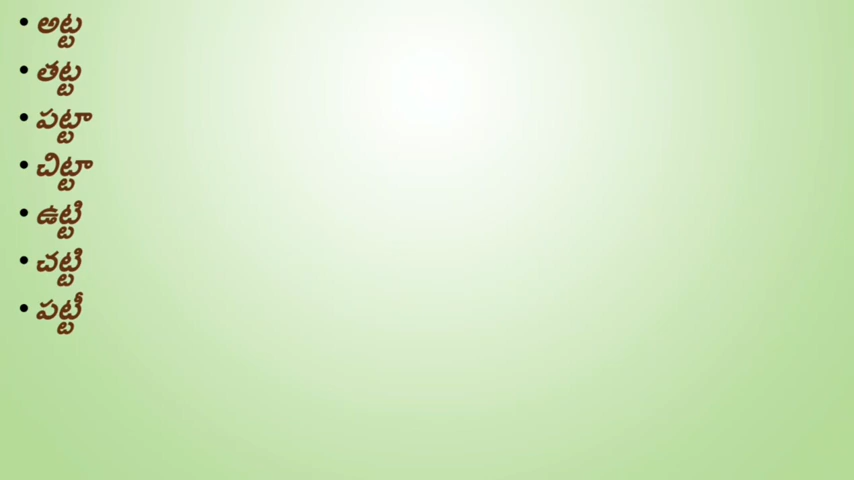 • అట్ట
• తట్ట
• పట్టా
• చిట్టా
• ఉట్టి
• చట్టి
• పట్టీ